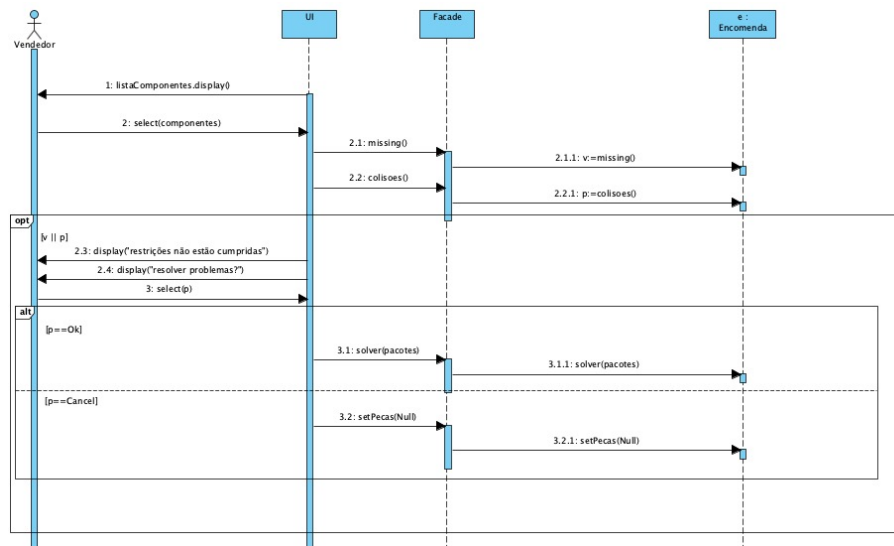 UI
Facade
e :
Encomenda
Vendedor
1: listaComponentes.display()
2: select(componentes)
2.1: missing()
2.1.1: v:=missing()
2.2: colisoes()
2.2.1: p:=colisoes()
opt
[v || p]
2.3: display("restrições não estão cumpridas")
2.4: display("resolver problemas?")
3: select(p)
alt
[p==Ok]
3.1: solver(pacotes)
3.1.1: solver(pacotes)
[p==Cancel]
3.2: setPecas(Null)
3.2.1: setPecas(Null)